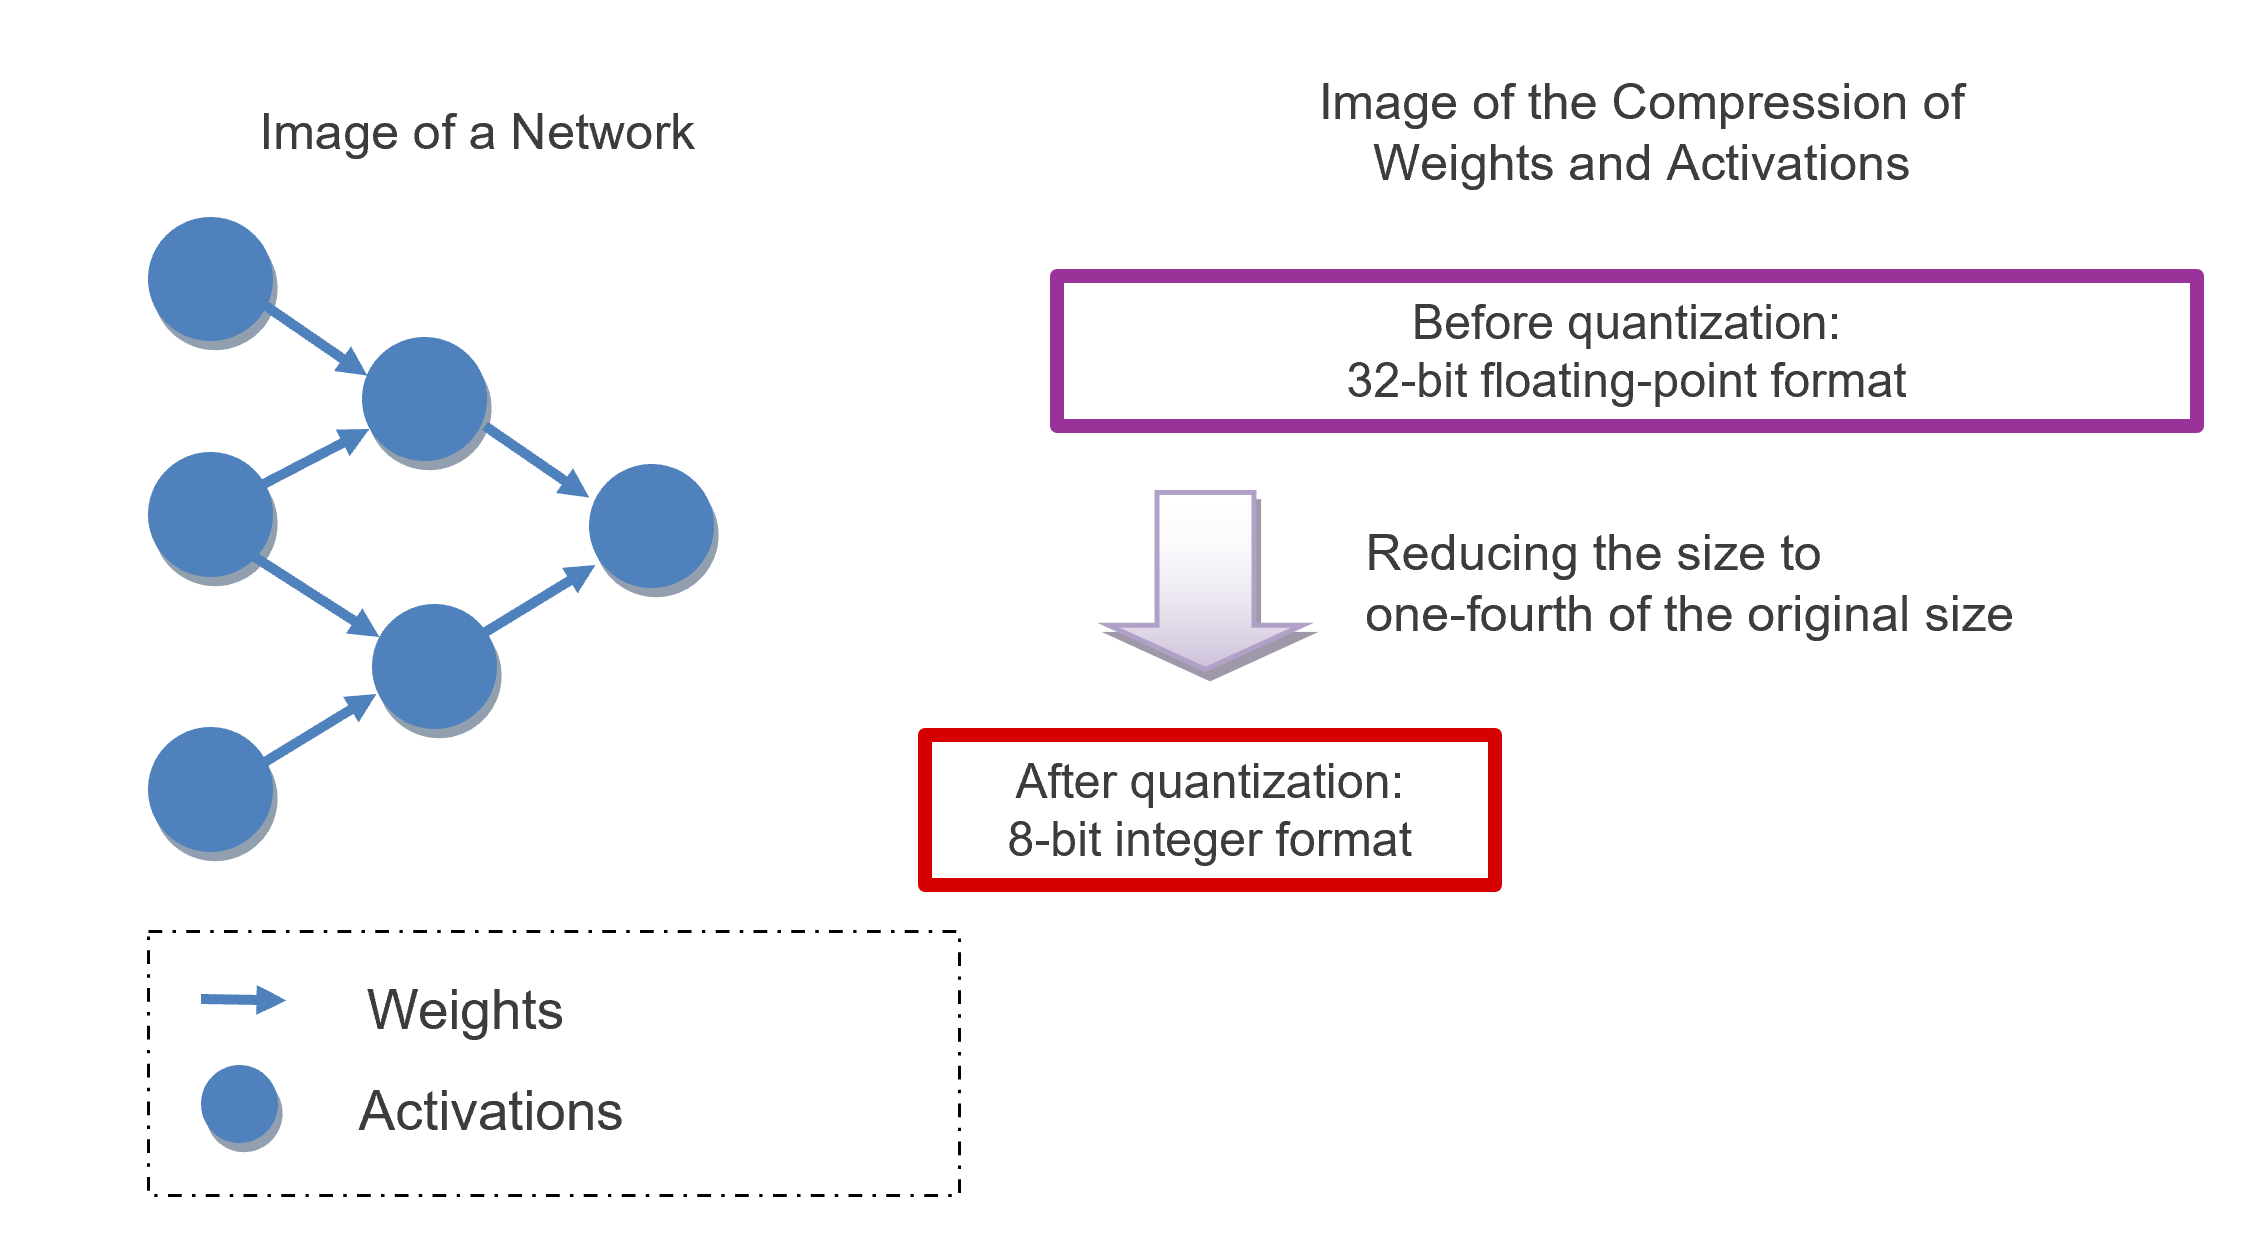 Image of a Network
Image of the Compression of
Weights and Activations
Before quantization:
32-bit floating-point format
Reducing the size to
one-fourth of the original size
After quantization:
8-bit integer format
Weights
Activations